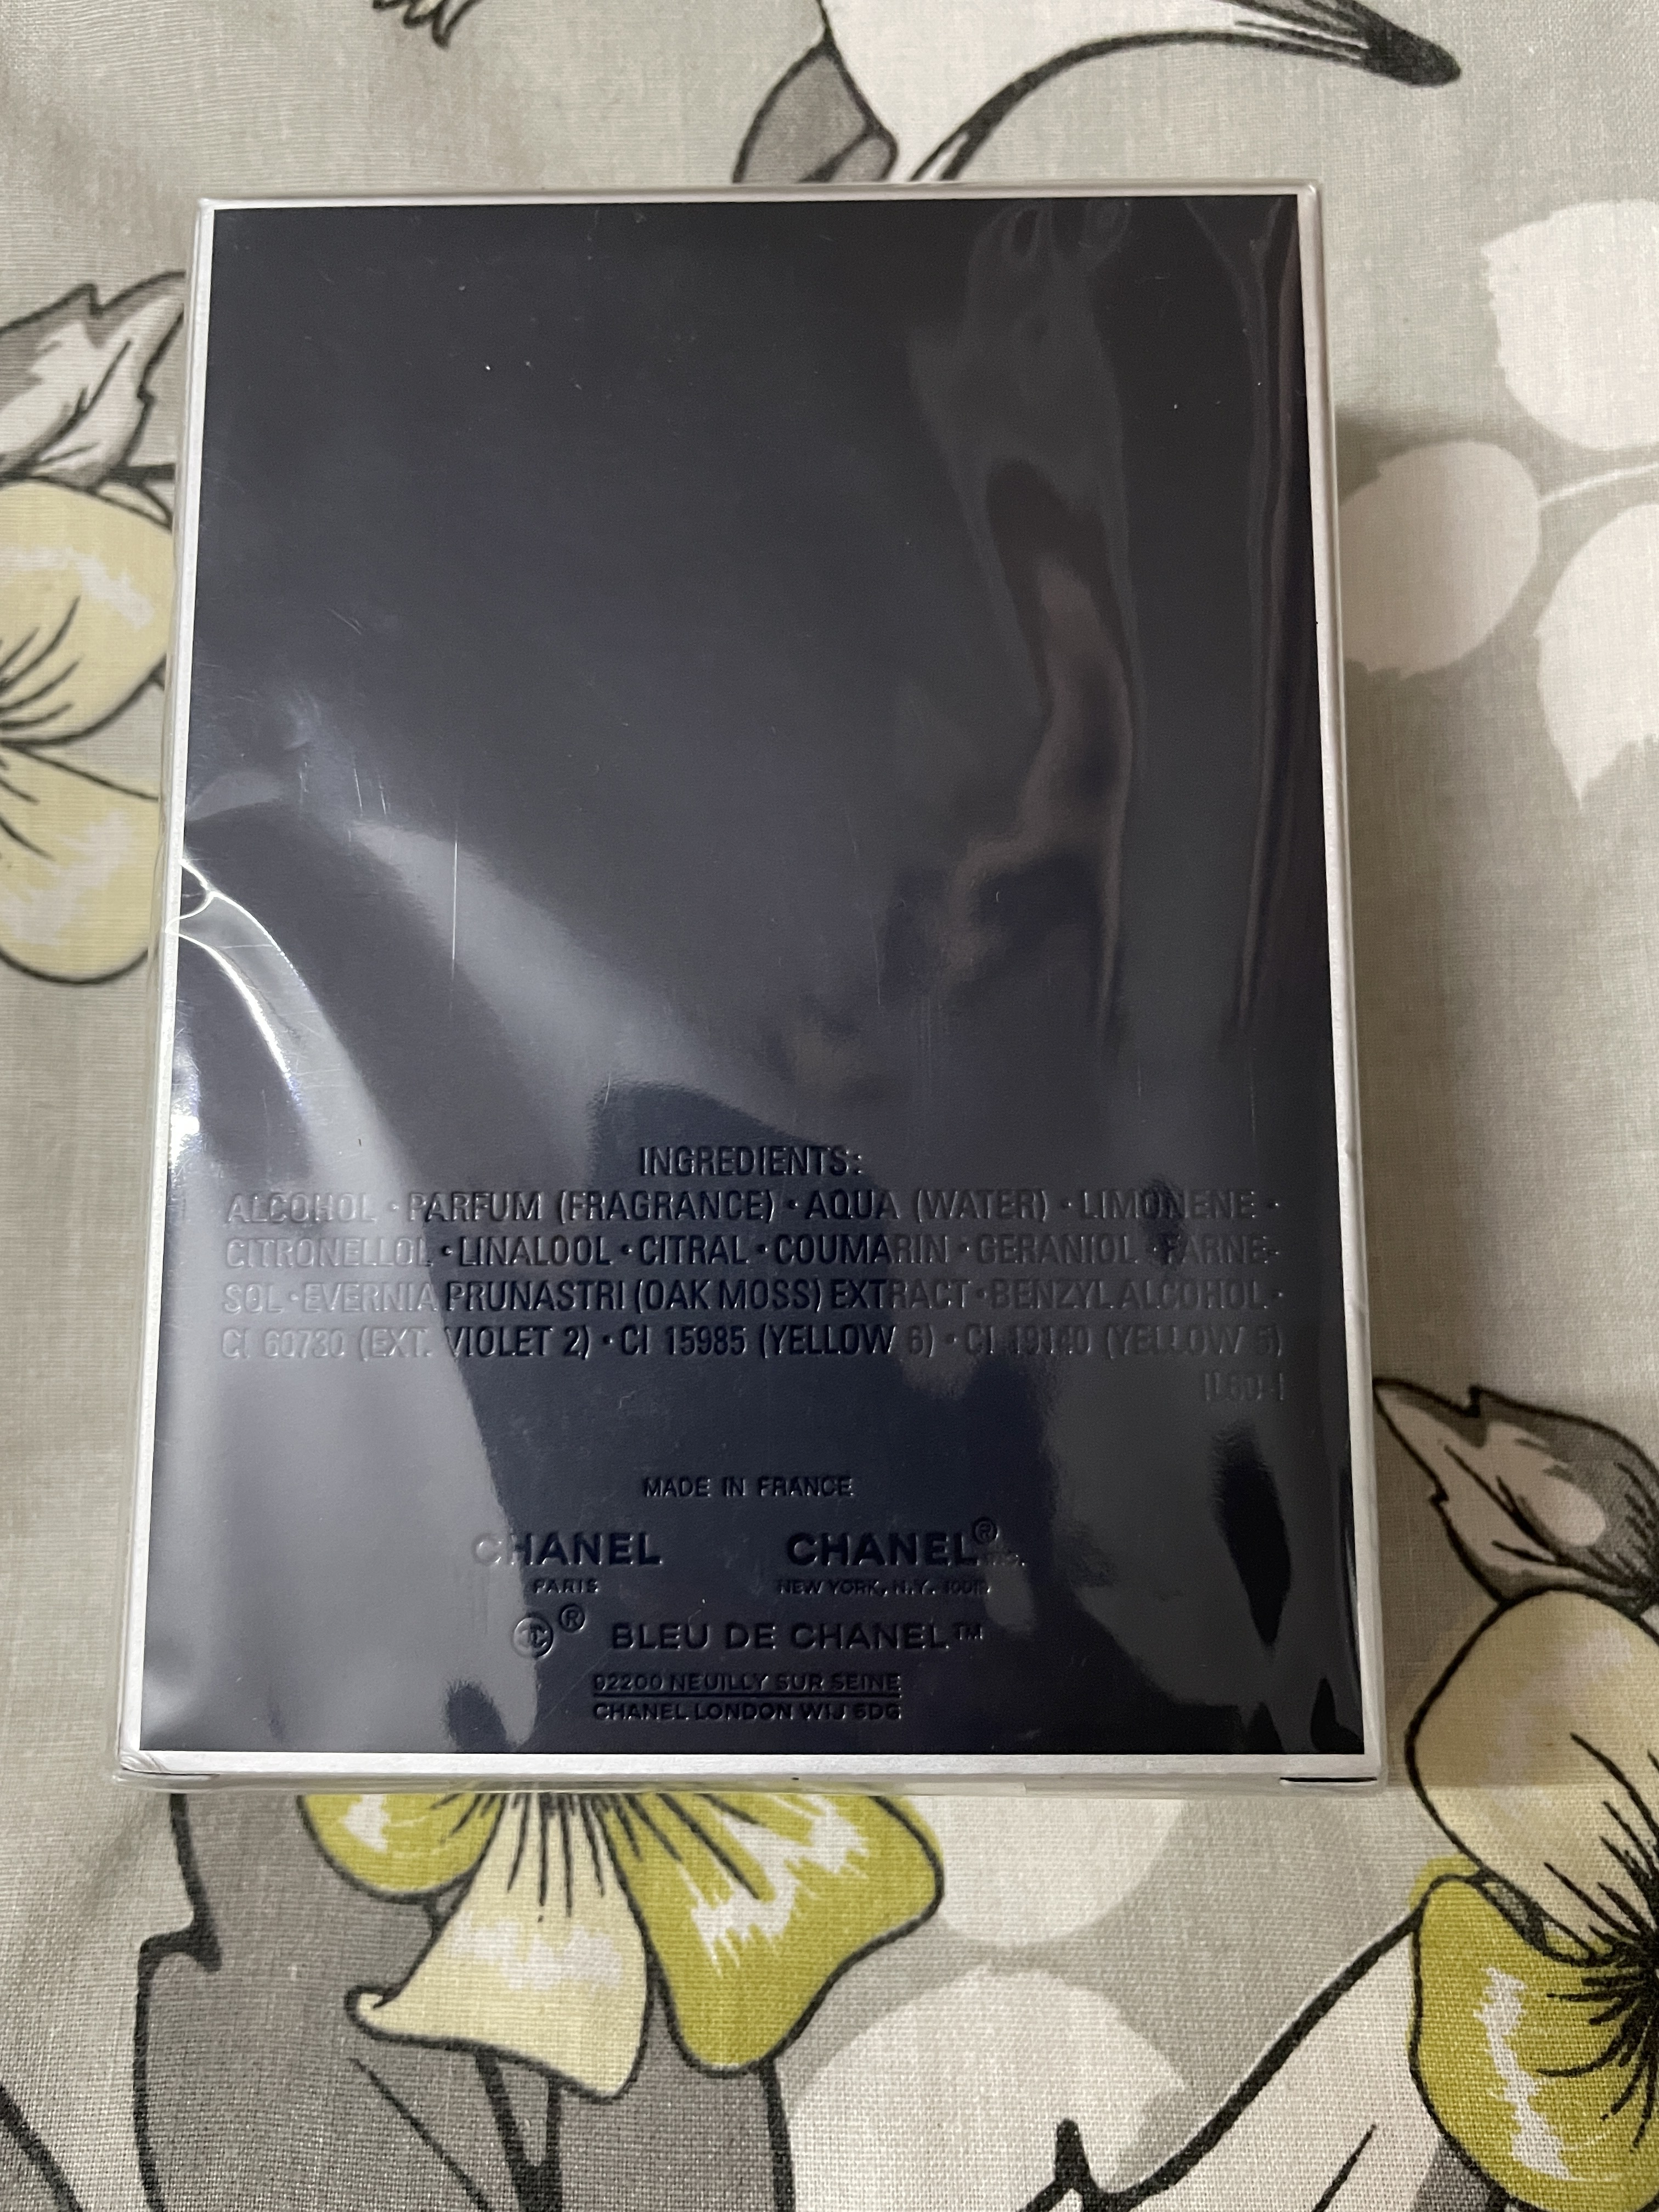 INGREDIENTS:
ALCOHOL · PARFUM (FRAGRANCE) · AQUA (WATER) · LIMONENE ·
CITRONELLOL · LINALOOL · CITRAL · COUMARIN · GERANIOL · FARNE-
SOL · EVERNIA PRUNASTRI (OAK MOSS) EXTRACT · BENZYL ALCOHOL ·
CI 60730 (EXT. VIOLET 2) · CI 15985 (YELLOW 6) · CI 19140 (YELLOW 5)
MADE IN FRANCE
CHANEL CHANEL®
PARIS NEW YORK, N.Y.
® BLEU DE CHANEL™
92200 NEUILLY SUR SEINE
CHANEL LONDON W1J 6DG